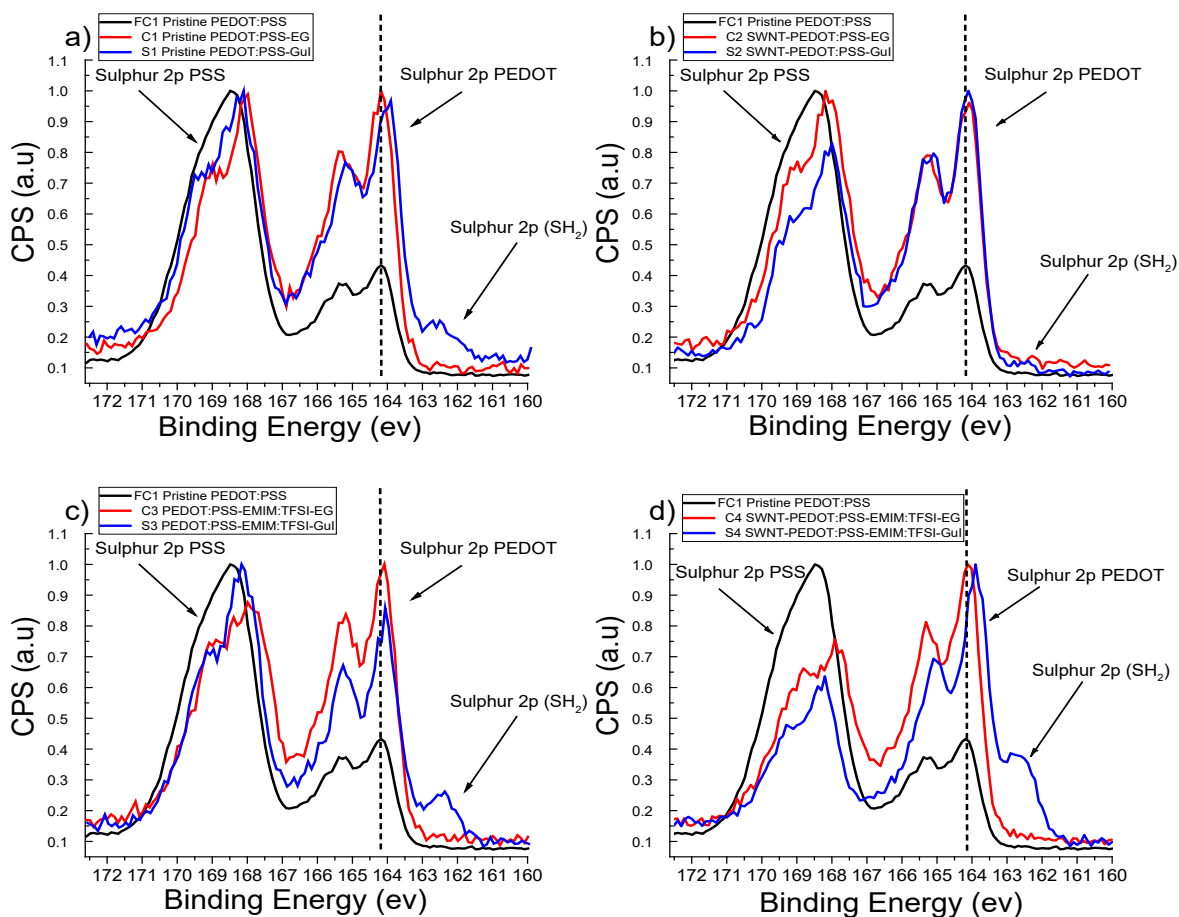 a)
FC1 Pristine PEDOT:PSS
C1 Pristine PEDOT:PSS-EG
S1 Pristine PEDOT:PSS-Gul
Sulphur 2p PSS
Sulphur 2p PEDOT
Sulphur 2p (SH₂)
CPS (a.u)
1.0
0.9
0.8
0.7
0.6
0.5
0.4
0.3
0.2
0.1
172 171 170 169 168 167 166 165 164 163 162 161 160
Binding Energy (ev)
b)
FC1 Pristine PEDOT:PSS
C2 SWNT-PEDOT:PSS-EG
S2 SWNT-PEDOT:PSS-Gul
Sulphur 2p PSS
Sulphur 2p PEDOT
Sulphur 2p (SH₂)
CPS (a.u)
1.0
0.9
0.8
0.7
0.6
0.5
0.4
0.3
0.2
0.1
172 171 170 169 168 167 166 165 164 163 162 161 160
Binding Energy (ev)
c)
FC1 Pristine PEDOT:PSS
C3 PEDOT:PSS-EMIM:TFSI-EG
S3 PEDOT:PSS-EMIM:TFSI-Gul
Sulphur 2p PSS
Sulphur 2p PEDOT
Sulphur 2p (SH₂)
CPS (a.u)
1.0
0.9
0.8
0.7
0.6
0.5
0.4
0.3
0.2
0.1
172 171 170 169 168 167 166 165 164 163 162 161 160
Binding Energy (ev)
d)
FC1 Pristine PEDOT:PSS
C4 SWNT-PEDOT:PSS-EMIM:TFSI-EG
S4 SWNT-PEDOT:PSS-EMIM:TFSI-Gul
Sulphur 2p PSS
Sulphur 2p PEDOT
Sulphur 2p (SH₂)
CPS (a.u)
1.0
0.9
0.8
0.7
0.6
0.5
0.4
0.3
0.2
0.1
172 171 170 169 168 167 166 165 164 163 162 161 160
Binding Energy (ev)